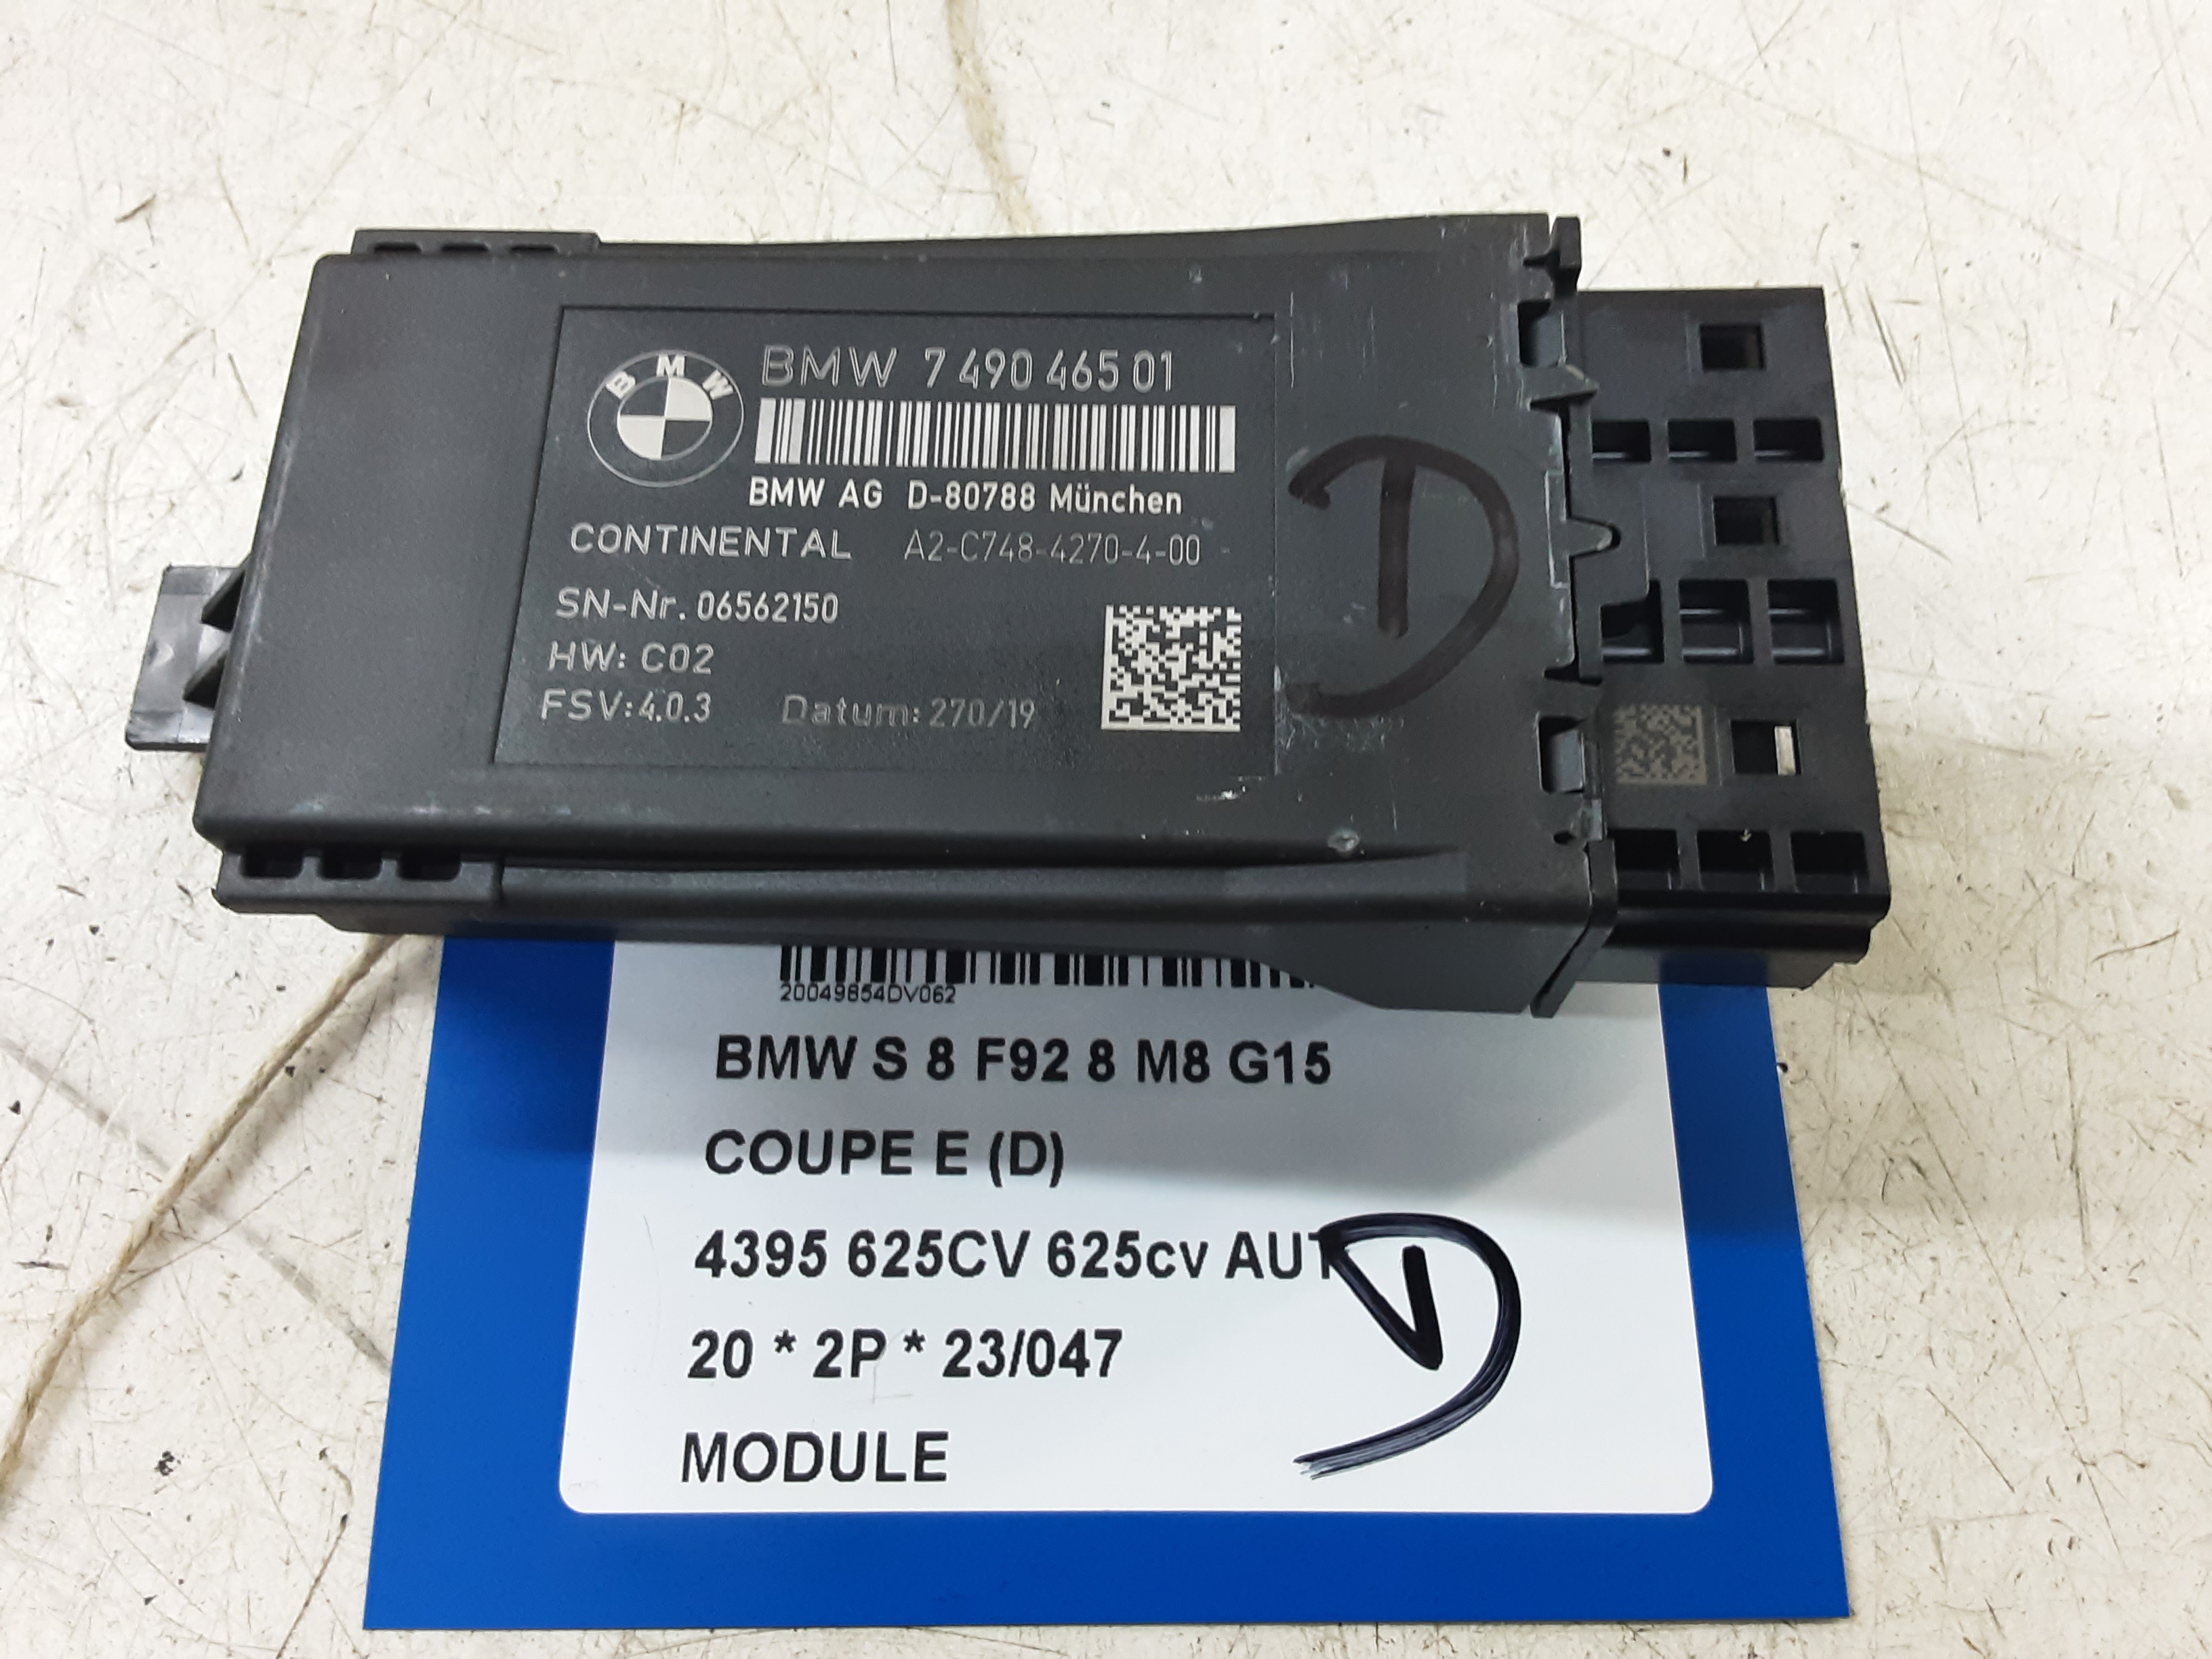 BMW
BMW 7 490 465 01
BMW AG D-80788 München
CONTINENTAL A2-C748-4270-4-00
SN-Nr. 06562150
HW: C02
FSV:4.0.3 Datum: 270/19
D
20049854DV062
BMW S 8 F92 8 M8 G15
COUPE E (D)
4395 625CV 625cv AUT
20 * 2P * 23/047
MODULE
D